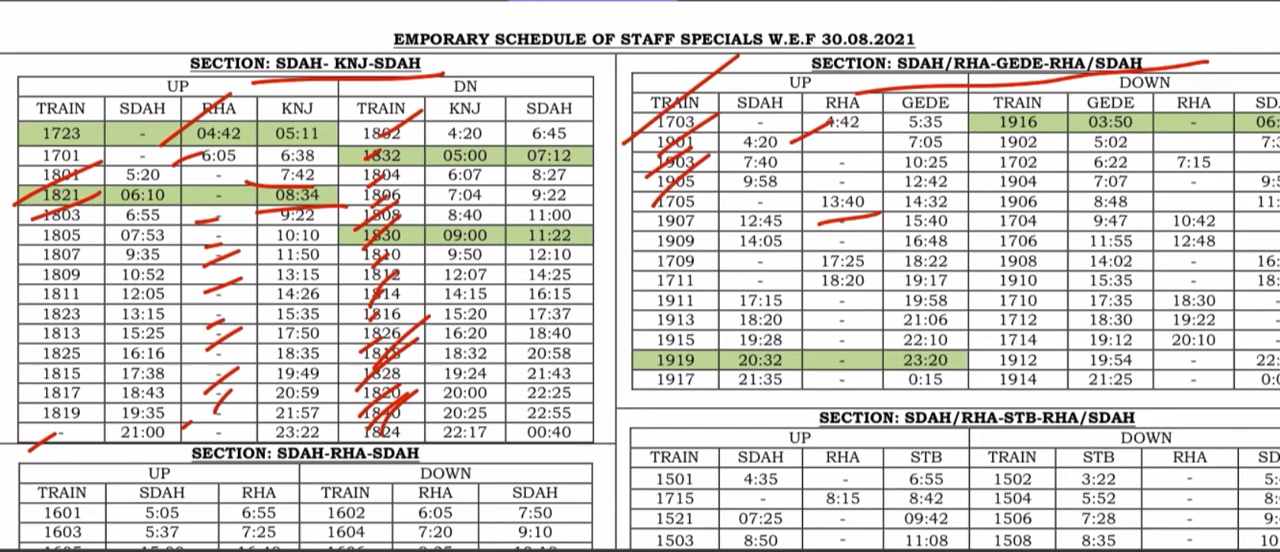 EMPORARY SCHEDULE OF STAFF SPECIALS W.E.F 30.08.2021
SECTION: SDAH- KNJ-SDAH
UP DN
TRAIN SDAH RHA KNJ TRAIN KNJ SDAH
1723 - 04:42 05:11 1802 4:20 6:45
1701 - 6:05 6:38 1832 05:00 07:12
1801 5:20 - 7:42 1804 6:07 8:27
1821 06:10 - 08:34 1806 7:04 9:22
1803 6:55 - 9:22 1808 8:40 11:00
1805 07:53 - 10:10 1830 09:00 11:22
1807 9:35 - 11:50 1810 9:50 12:10
1809 10:52 - 13:15 1812 12:07 14:25
1811 12:05 - 14:26 1814 14:15 16:15
1823 13:15 - 15:35 1816 15:20 17:37
1813 15:25 - 17:50 1826 16:20 18:40
1825 16:16 - 18:35 1818 18:32 20:58
1815 17:38 - 19:49 1828 19:24 21:43
1817 18:43 - 20:59 1820 20:00 22:25
1819 19:35 - 21:57 1840 20:25 22:55
- 21:00 - 23:22 1824 22:17 00:40
SECTION: SDAH-RHA-SDAH
UP DOWN
TRAIN SDAH RHA TRAIN RHA SDAH
1601 5:05 6:55 1602 6:05 7:50
1603 5:37 7:25 1604 7:20 9:10
SECTION: SDAH/RHA-GEDE-RHA/SDAH
UP DOWN
TRAIN SDAH RHA GEDE TRAIN GEDE RHA
1703 - 4:42 5:35 1916 03:50 -
1901 4:20 7:05 1902 5:02
1903 7:40 - 10:25 1702 6:22 7:15
1905 9:58 - 12:42 1904 7:07 -
1705 - 13:40 14:32 1906 8:48 -
1907 12:45 - 15:40 1704 9:47 10:42
1909 14:05 - 16:48 1706 11:55 12:48
1709 - 17:25 18:22 1908 14:02 -
1711 - 18:20 19:17 1910 15:35 -
1911 17:15 - 19:58 1710 17:35 18:30
1913 18:20 - 21:06 1712 18:30 19:22
1915 19:28 - 22:10 1714 19:12 20:10
1919 20:32 - 23:20 1912 19:54 -
1917 21:35 - 0:15 1914 21:25 -
SECTION: SDAH/RHA-STB-RHA/SDAH
UP DOWN
TRAIN SDAH RHA STB TRAIN STB RHA
1501 4:35 - 6:55 1502 3:22 -
1715 - 8:15 8:42 1504 5:52 -
1521 07:25 - 09:42 1506 7:28 -
1503 8:50 - 11:08 1508 8:35 -